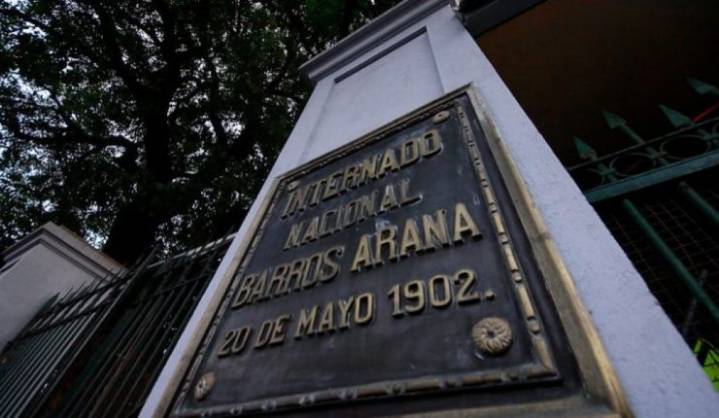 INTERNADO
NACIONAL
BARROS ARANA
20 DE MAYO 1902.